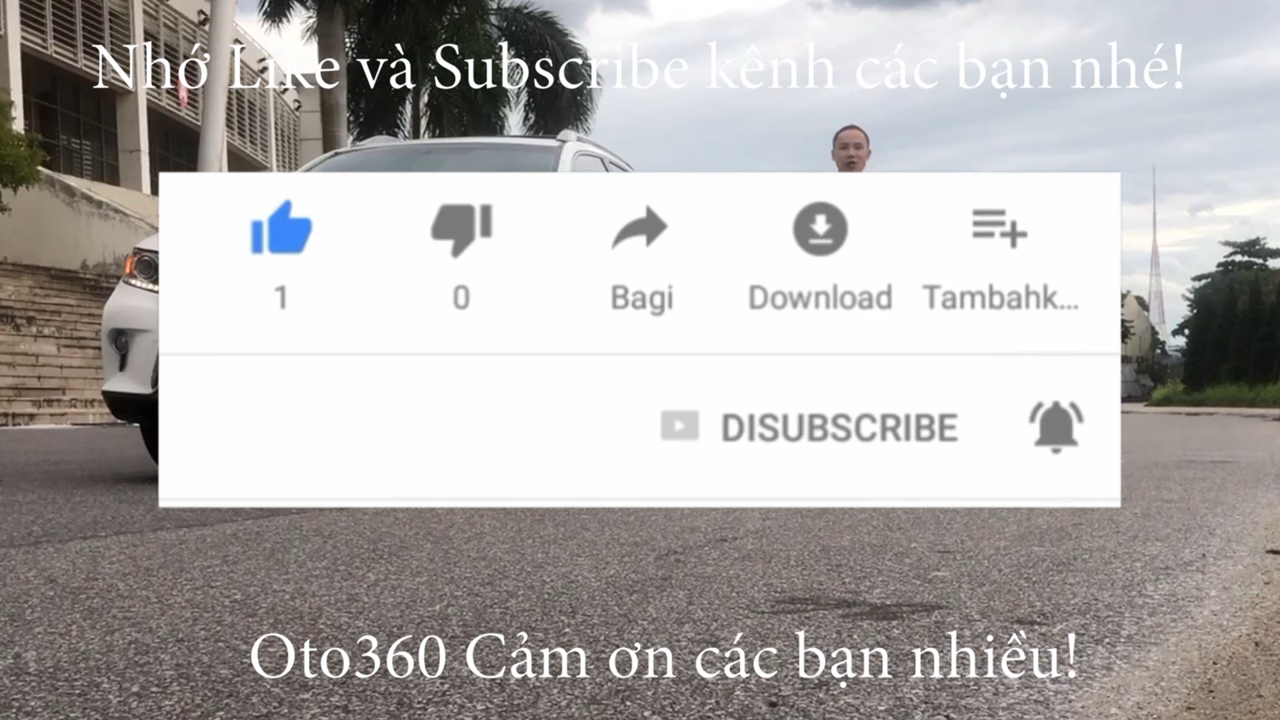 Nhớ Like và Subscribe kênh các bạn nhé!
1 0 Bagi Download Tambahk...
DISUBSCRIBE
Oto360 Cảm ơn các bạn nhiều!